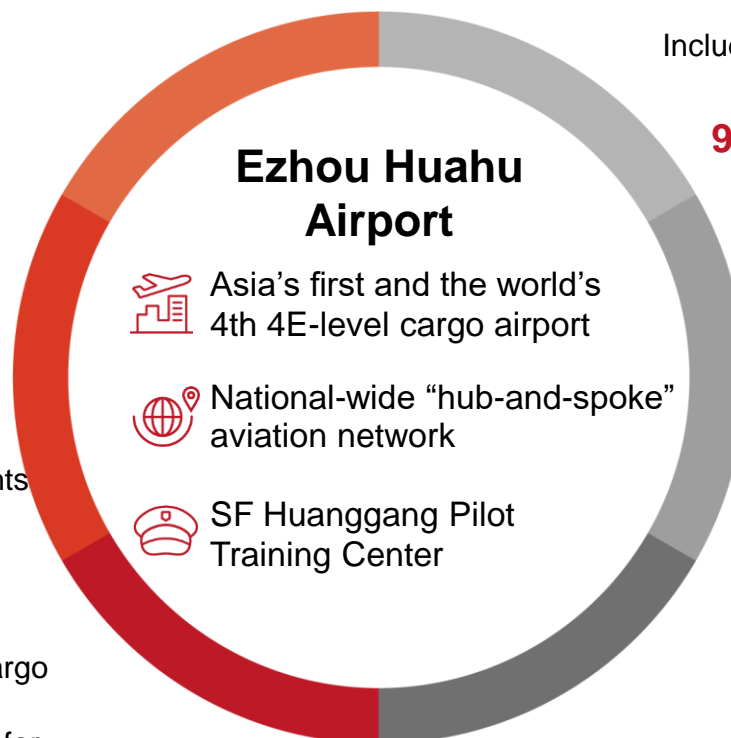 Ezhou Huahu
Airport
Asia’s first and the world’s
4th 4E-level cargo airport
National-wide “hub-and-spoke”
aviation network
SF Huanggang Pilot
Training Center